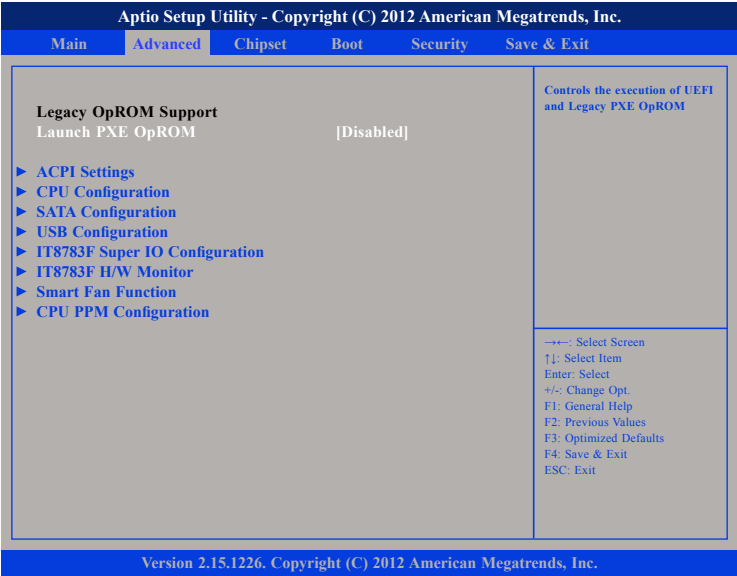 Aptio Setup Utility - Copyright (C) 2012 American Megatrends, Inc.
Main Advanced Chipset Boot Security Save & Exit
Legacy OpROM Support
Launch PXE OpROM [Disabled]
► ACPI Settings
► CPU Configuration
► SATA Configuration
► USB Configuration
► IT8783F Super IO Configuration
► IT8783F H/W Monitor
► Smart Fan Function
► CPU PPM Configuration
Controls the execution of UEFI
and Legacy PXE OpROM
→←: Select Screen
↑↓: Select Item
Enter: Select
+/-: Change Opt.
F1: General Help
F2: Previous Values
F3: Optimized Defaults
F4: Save & Exit
ESC: Exit
Version 2.15.1226. Copyright (C) 2012 American Megatrends, Inc.